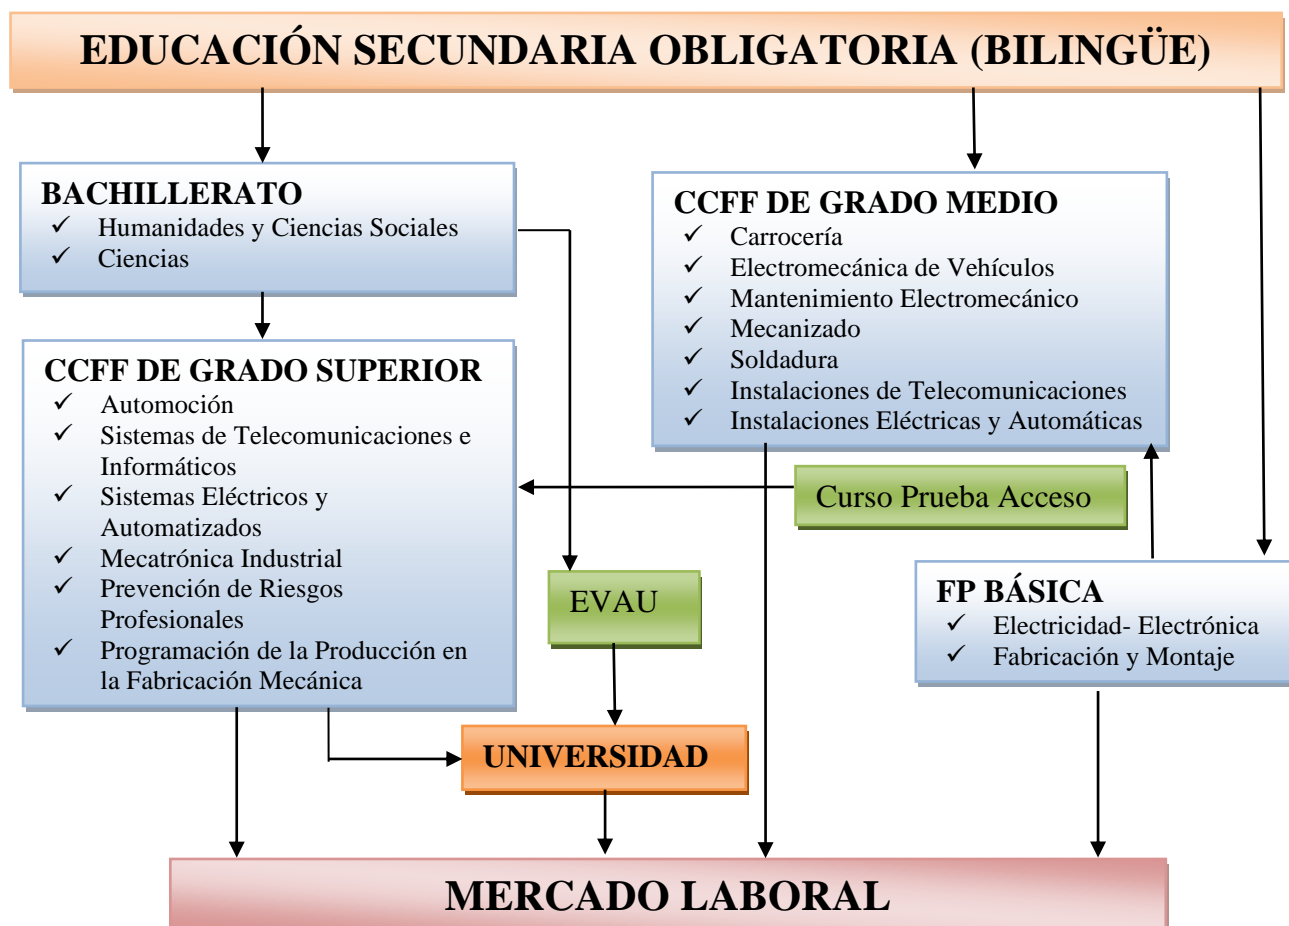 EDUCACIÓN SECUNDARIA OBLIGATORIA (BILINGÜE)
BACHILLERATO
✓ Humanidades y Ciencias Sociales
✓ Ciencias
CCFF DE GRADO MEDIO
✓ Carrocería
✓ Electromecánica de Vehículos
✓ Mantenimiento Electromecánico
✓ Mecanizado
✓ Soldadura
✓ Instalaciones de Telecomunicaciones
✓ Instalaciones Eléctricas y Automáticas
CCFF DE GRADO SUPERIOR
✓ Automoción
✓ Sistemas de Telecomunicaciones e
Informáticos
✓ Sistemas Eléctricos y
Automatizados
✓ Mecatrónica Industrial
✓ Prevención de Riesgos
Profesionales
✓ Programación de la Producción en
la Fabricación Mecánica
Curso Prueba Acceso
EVAU
FP BÁSICA
✓ Electricidad- Electrónica
✓ Fabricación y Montaje
UNIVERSIDAD
MERCADO LABORAL